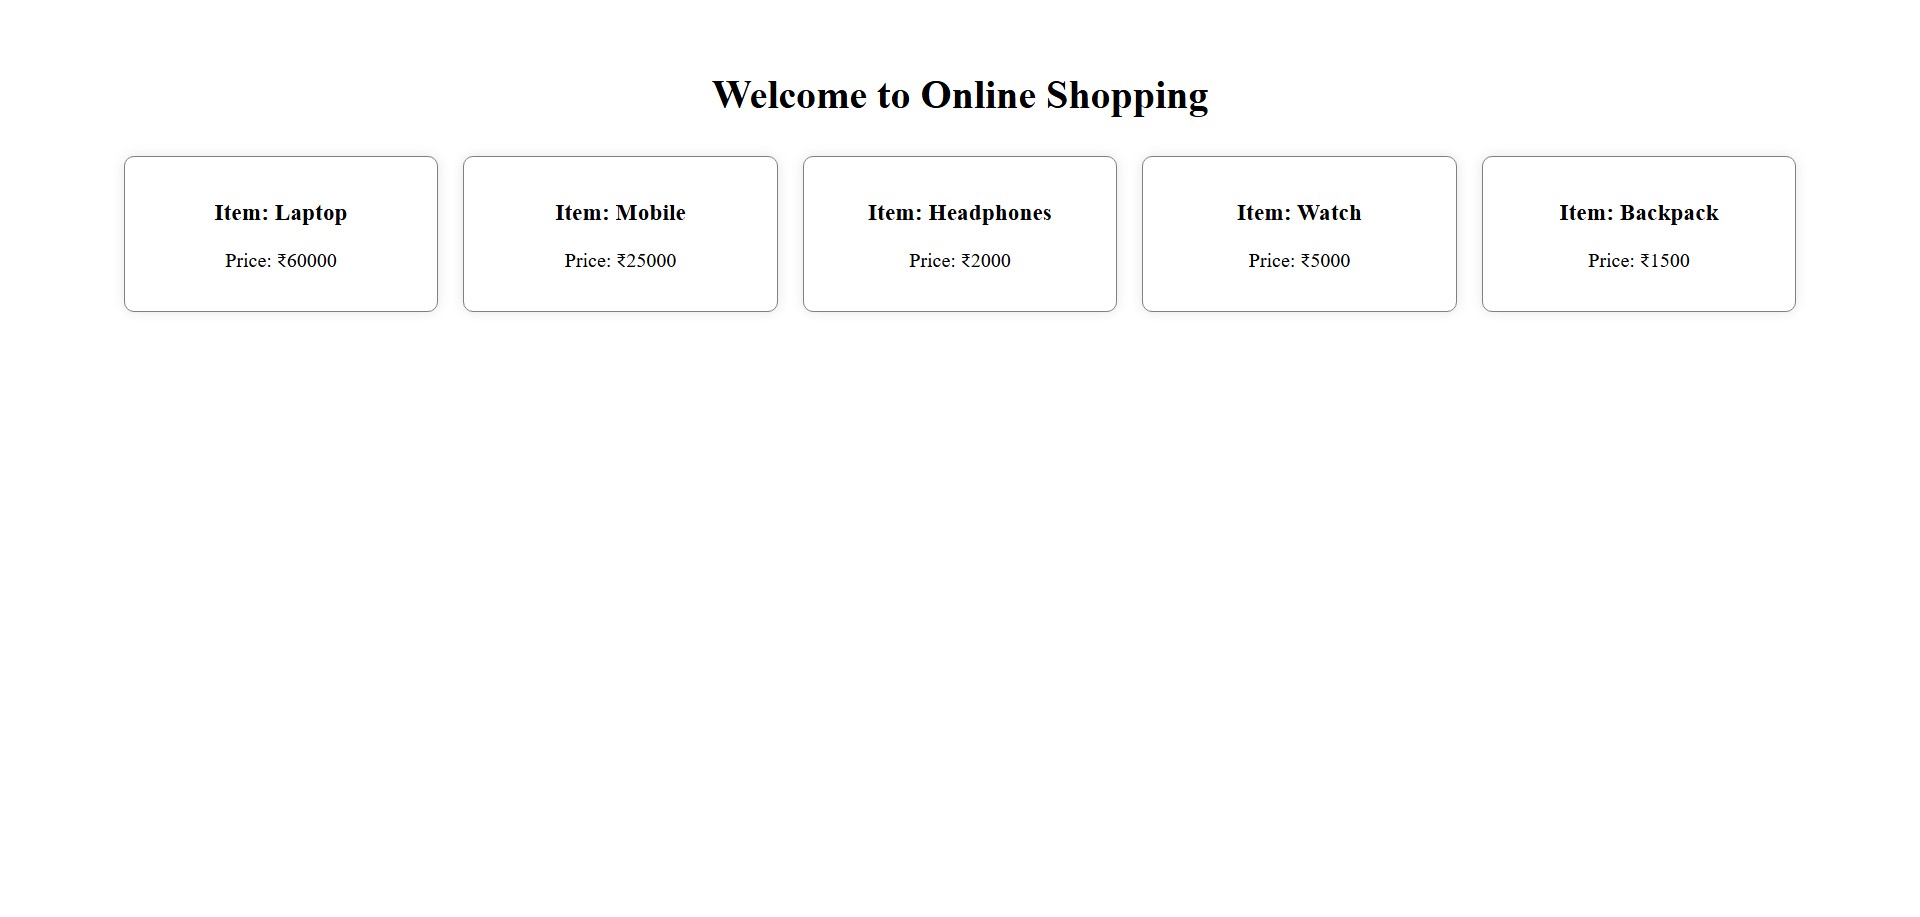 Welcome to Online Shopping
Item: Laptop
Price: ₹60000
Item: Mobile
Price: ₹25000
Item: Headphones
Price: ₹2000
Item: Watch
Price: ₹5000
Item: Backpack
Price: ₹1500